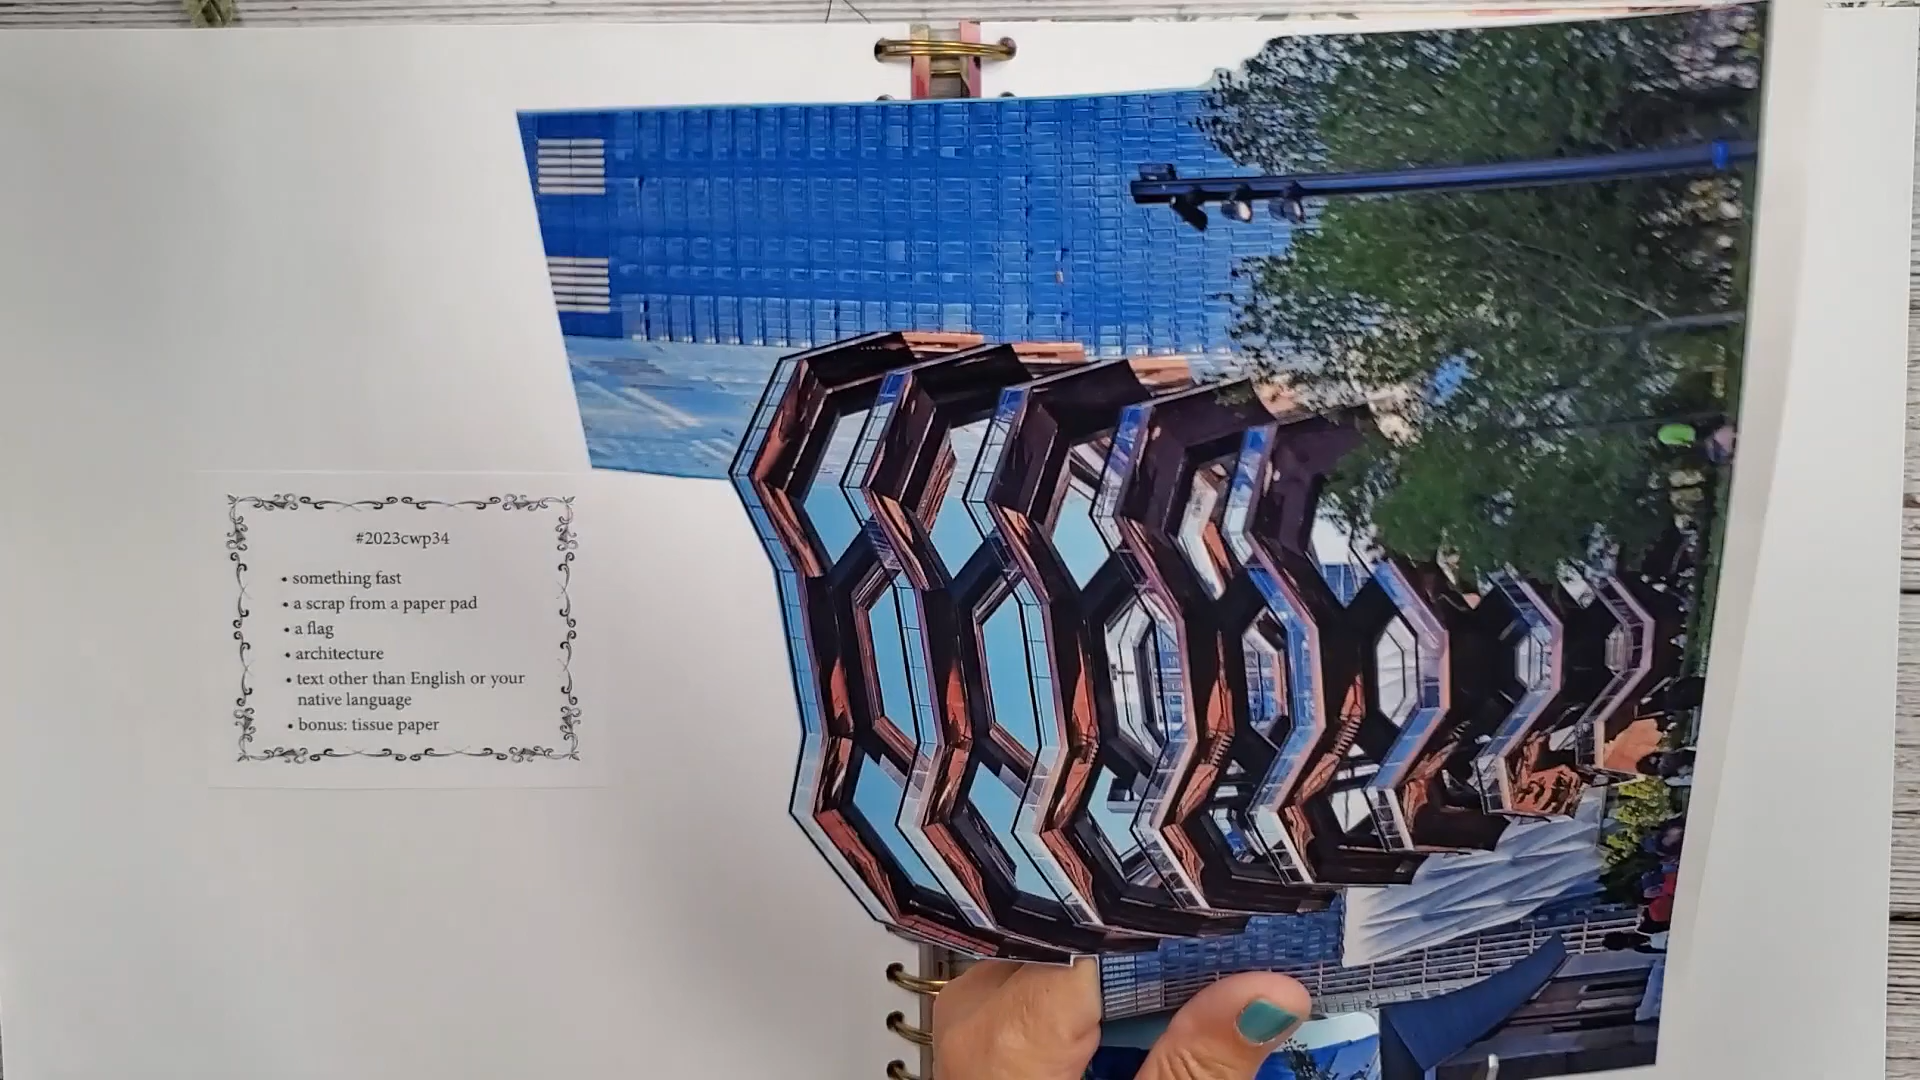 #2023cwp34
• something fast
• a scrap from a paper pad
• a flag
• architecture
• text other than English or your
native language
• bonus: tissue paper